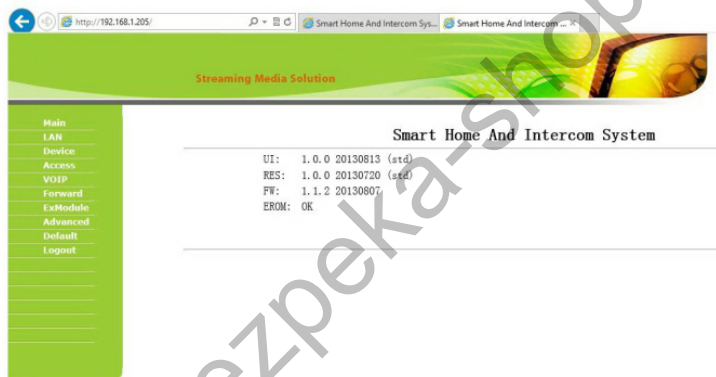 http://192.168.1.205/
Smart Home And Intercom Sys...
Smart Home And Intercom ...
Streaming Media Solution
Main
LAN
Device
Access
VOIP
Forward
ExModule
Advanced
Default
Logout
Smart Home And Intercom System
UI: 1.0.0 20130813 (std)
RES: 1.0.0 20130720 (std)
FW: 1.1.2 20130807
EROM: OK
ezpeka-shop